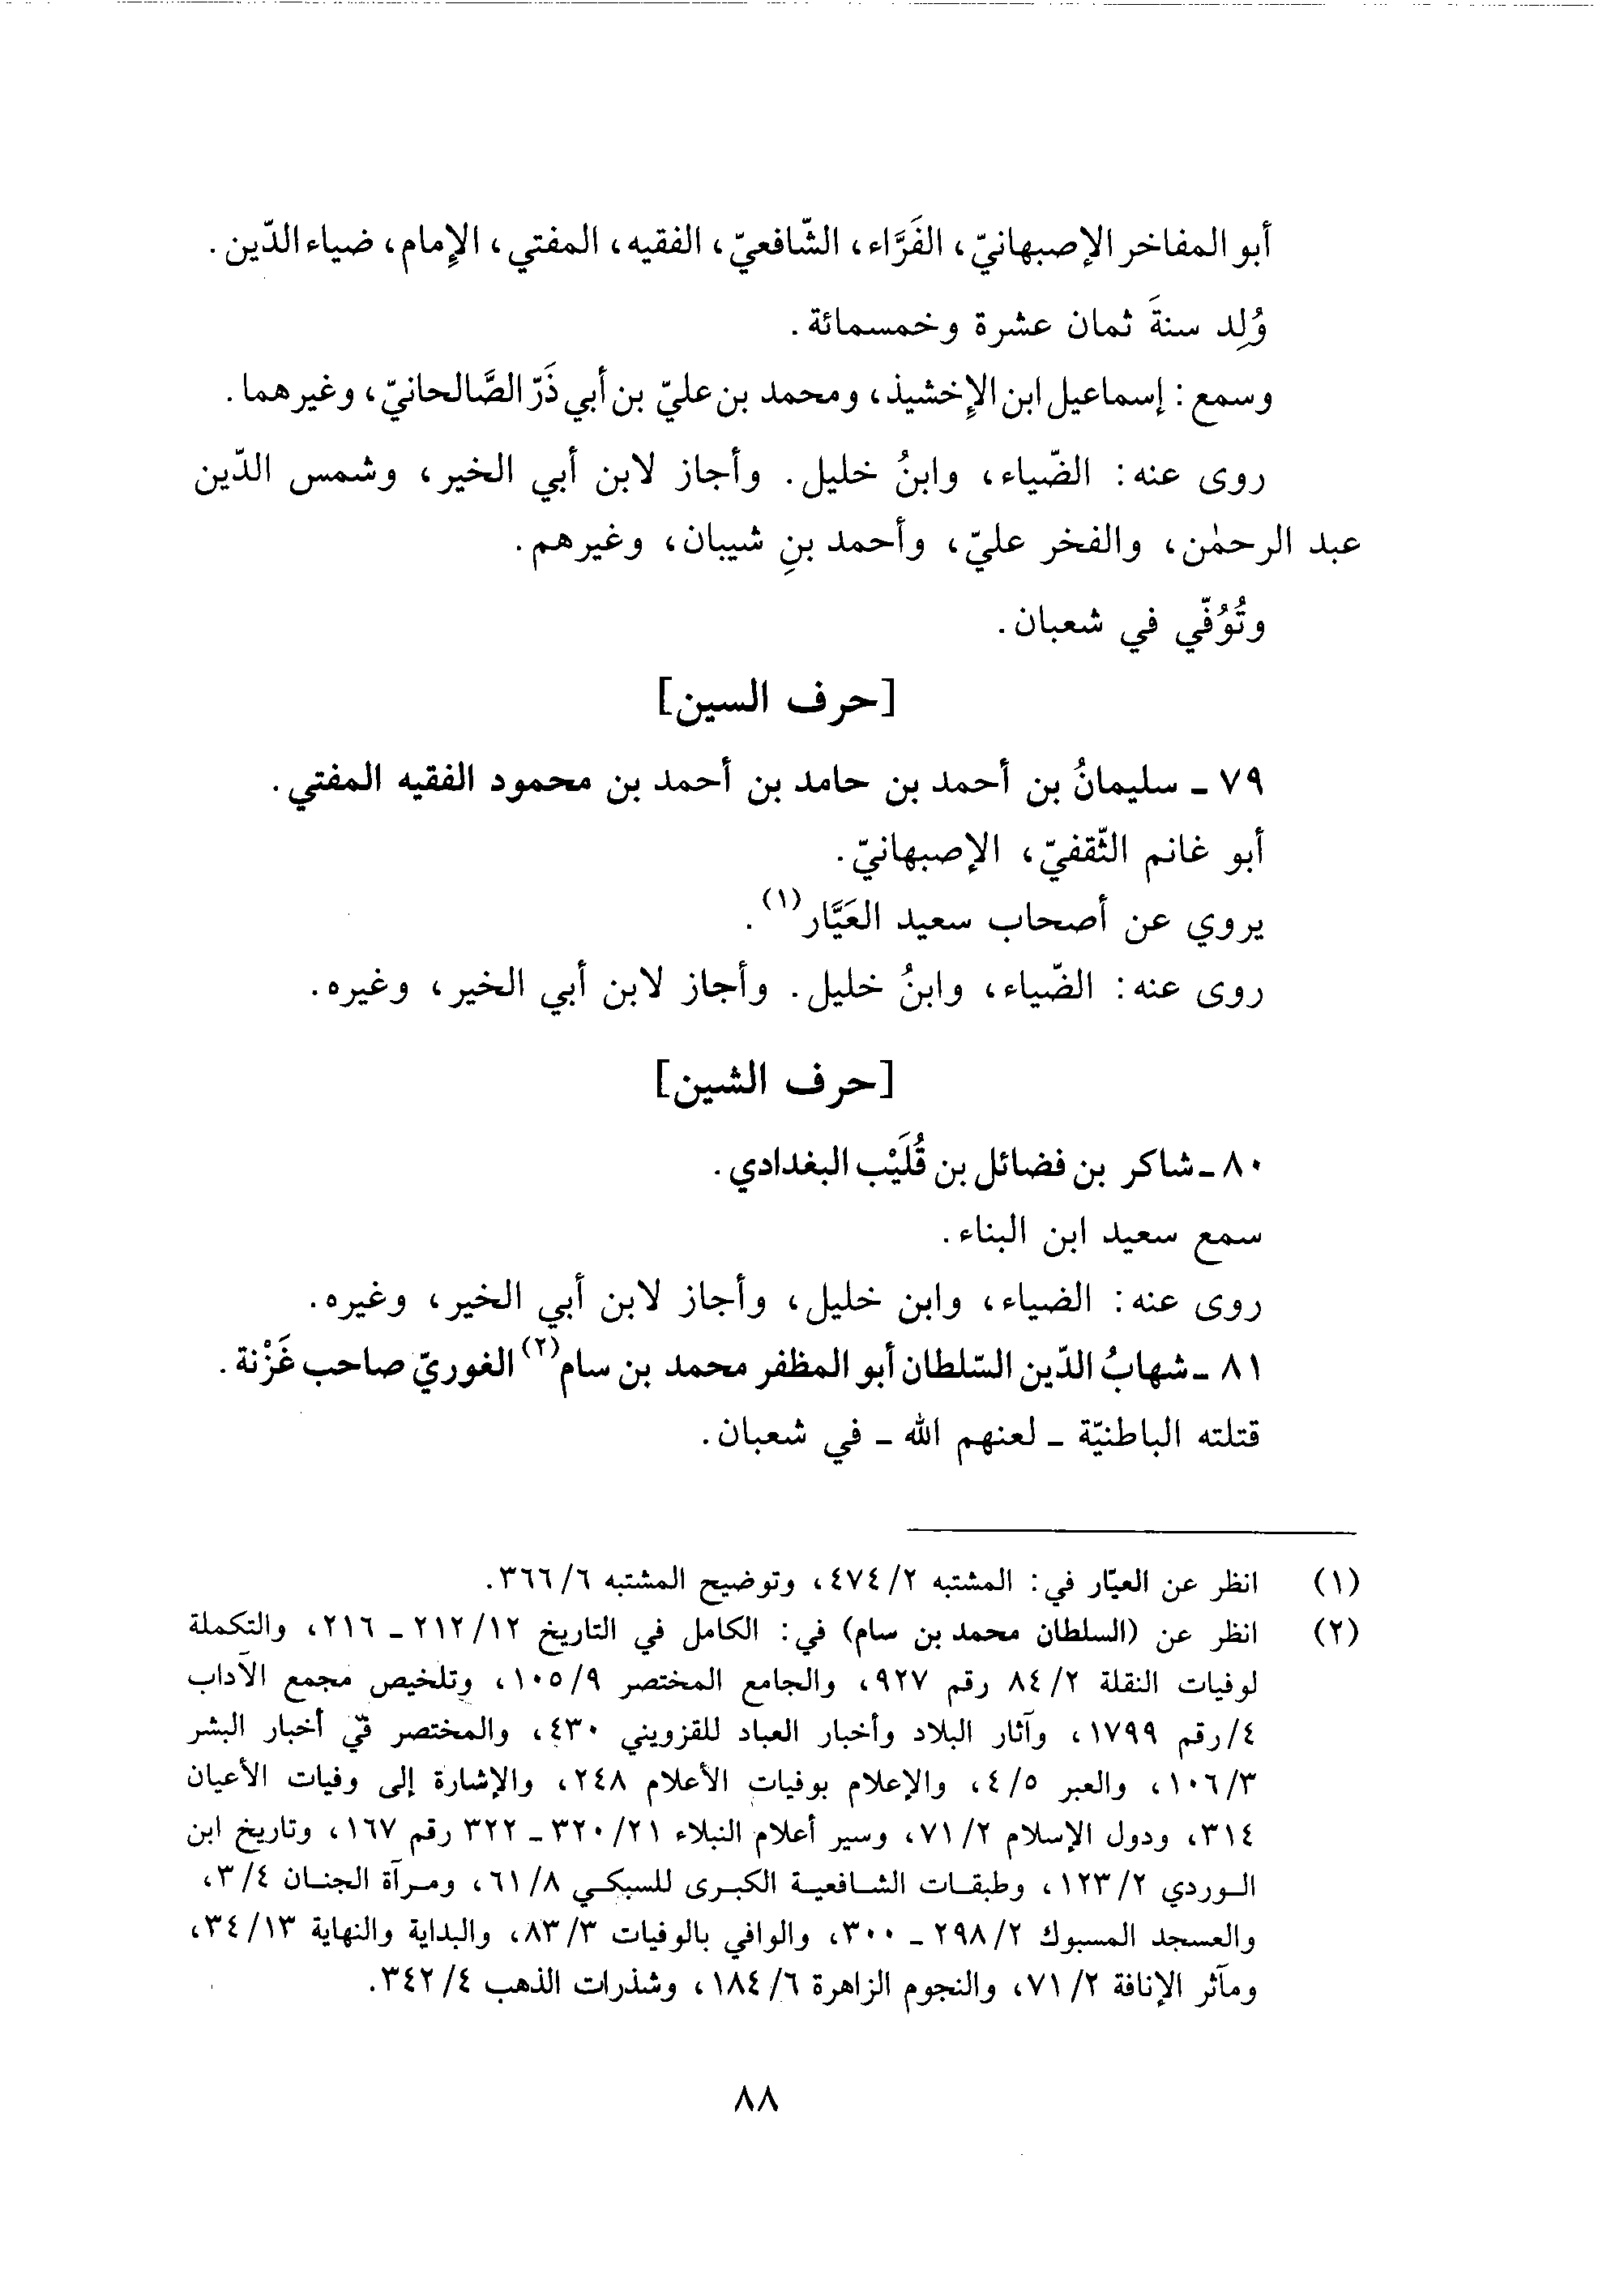 أبو المفاخر الإصبهانيّ، الفَرَّاء، الشّافعيّ، الفقيه، المفتي، الإمام، ضياء الدّين.
وُلِد سنةَ ثمان عشرة وخمسمائة.
وسمع: إسماعيل ابن الإخشيذ، ومحمد بن عليّ بن أبي ذَرّ الصَّالحانيّ، وغيرهما.
روى عنه: الضّياء، وابنُ خليل. وأجاز لابن أبي الخير، وشمس الدّين
عبد الرحمٰن، والفخر عليّ، وأحمد بنِ شيبان، وغيرهم.
وتُوُفّي في شعبان.
[حرف السين]
٧٩ ـ سليمانُ بن أحمد بن حامد بن أحمد بن محمود الفقيه المفتي.
أبو غانم الثّقفيّ، الإصبهانيّ.
يروي عن أصحاب سعيد العَيَّار(١).
روى عنه: الضّياء، وابنُ خليل. وأجاز لابن أبي الخير، وغيره.
[حرف الشين]
٨٠ ـ شاكر بن فضائل بن قُلَيْب البغدادي.
سمع سعيد ابن البناء.
روى عنه: الضياء، وابن خليل، وأجاز لابن أبي الخير، وغيره.
٨١ ـ شهابُ الدّين السّلطان أبو المظفر محمد بن سام(٢) الغوريّ صاحب غَزْنة.
قتلته الباطنيّة ـ لعنهم الله ـ في شعبان.
(١) انظر عن العيّار في: المشتبه ٢/ ٤٧٤، وتوضيح المشتبه ٦/ ٣٦٦.
(٢) انظر عن (السلطان محمد بن سام) في: الكامل في التاريخ ١٢/ ٢١٢ ـ ٢١٦، والتكملة
لوفيات النقلة ٢/ ٨٤ رقم ٩٢٧، والجامع المختصر ٩/ ١٠٥، وتلخيص مجمع الآداب
٤/ رقم ١٧٩٩، وآثار البلاد وأخبار العباد للقزويني ٤٣٠، والمختصر في أخبار البشر
٣/ ١٠٦، والعبر ٥/ ٤، والإعلام بوفيات الأعلام ٢٤٨، والإشارة إلى وفيات الأعيان
٣١٤، ودول الإسلام ٢/ ٧١، وسير أعلام النبلاء ٢١/ ٣٢٠ ـ ٣٢٢ رقم ١٦٧، وتاريخ ابن
الوردي ٢/ ١٢٣، وطبقات الشافعية الكبرى للسبكي ٨/ ٦١، ومرآة الجنان ٤/ ٣،
والعسجد المسبوك ٢/ ٢٩٨ ـ ٣٠٠، والوافي بالوفيات ٣/ ٨٣، والبداية والنهاية ١٣/ ٣٤،
ومآثر الإنافة ٢/ ٧١، والنجوم الزاهرة ٦/ ١٨٤، وشذرات الذهب ٤/ ٣٤٢.
٨٨